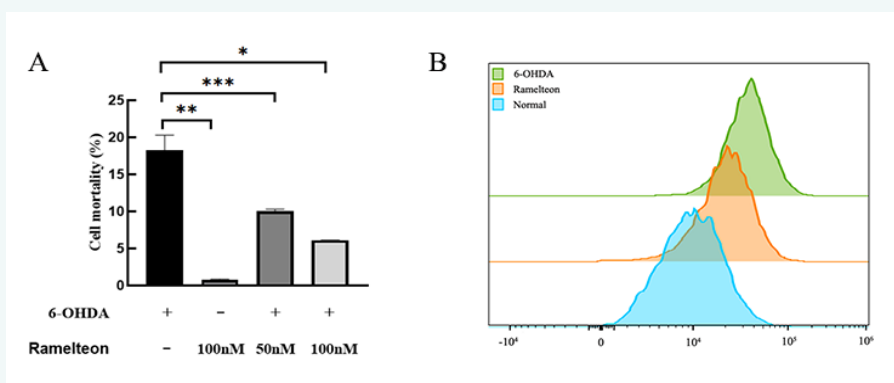 A
*
***
**
Cell mortality (%)
25
20
15
10
5
0
6-OHDA + - + +
Ramelteon - 100nM 50nM 100nM
B
6-OHDA
Ramelteon
Normal
-10⁴ 0 10⁴ 10⁵ 10⁶